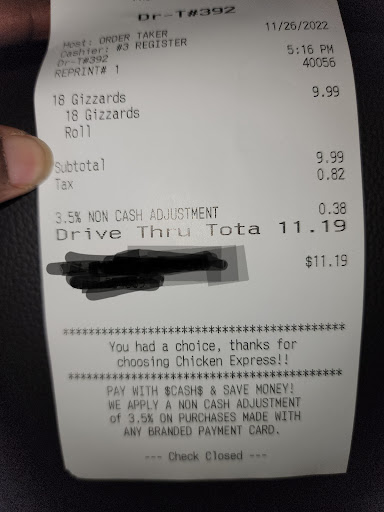 Dr-T#392
11/26/2022
Host: ORDER TAKER
Cashier: #3 REGISTER
5:16 PM
Dr-T#392
40056
REPRINT# 1
18 Gizzards 9.99
18 Gizzards
Roll
Subtotal 9.99
Tax 0.82
3.5% NON CASH ADJUSTMENT 0.38
Drive Thru Tota 11.19
$11.19
****************************************
You had a choice, thanks for
choosing Chicken Express!!
****************************************
PAY WITH $CASH$ & SAVE MONEY!
WE APPLY A NON CASH ADJUSTMENT
of 3.5% ON PURCHASES MADE WITH
ANY BRANDED PAYMENT CARD.
--- Check Closed ---